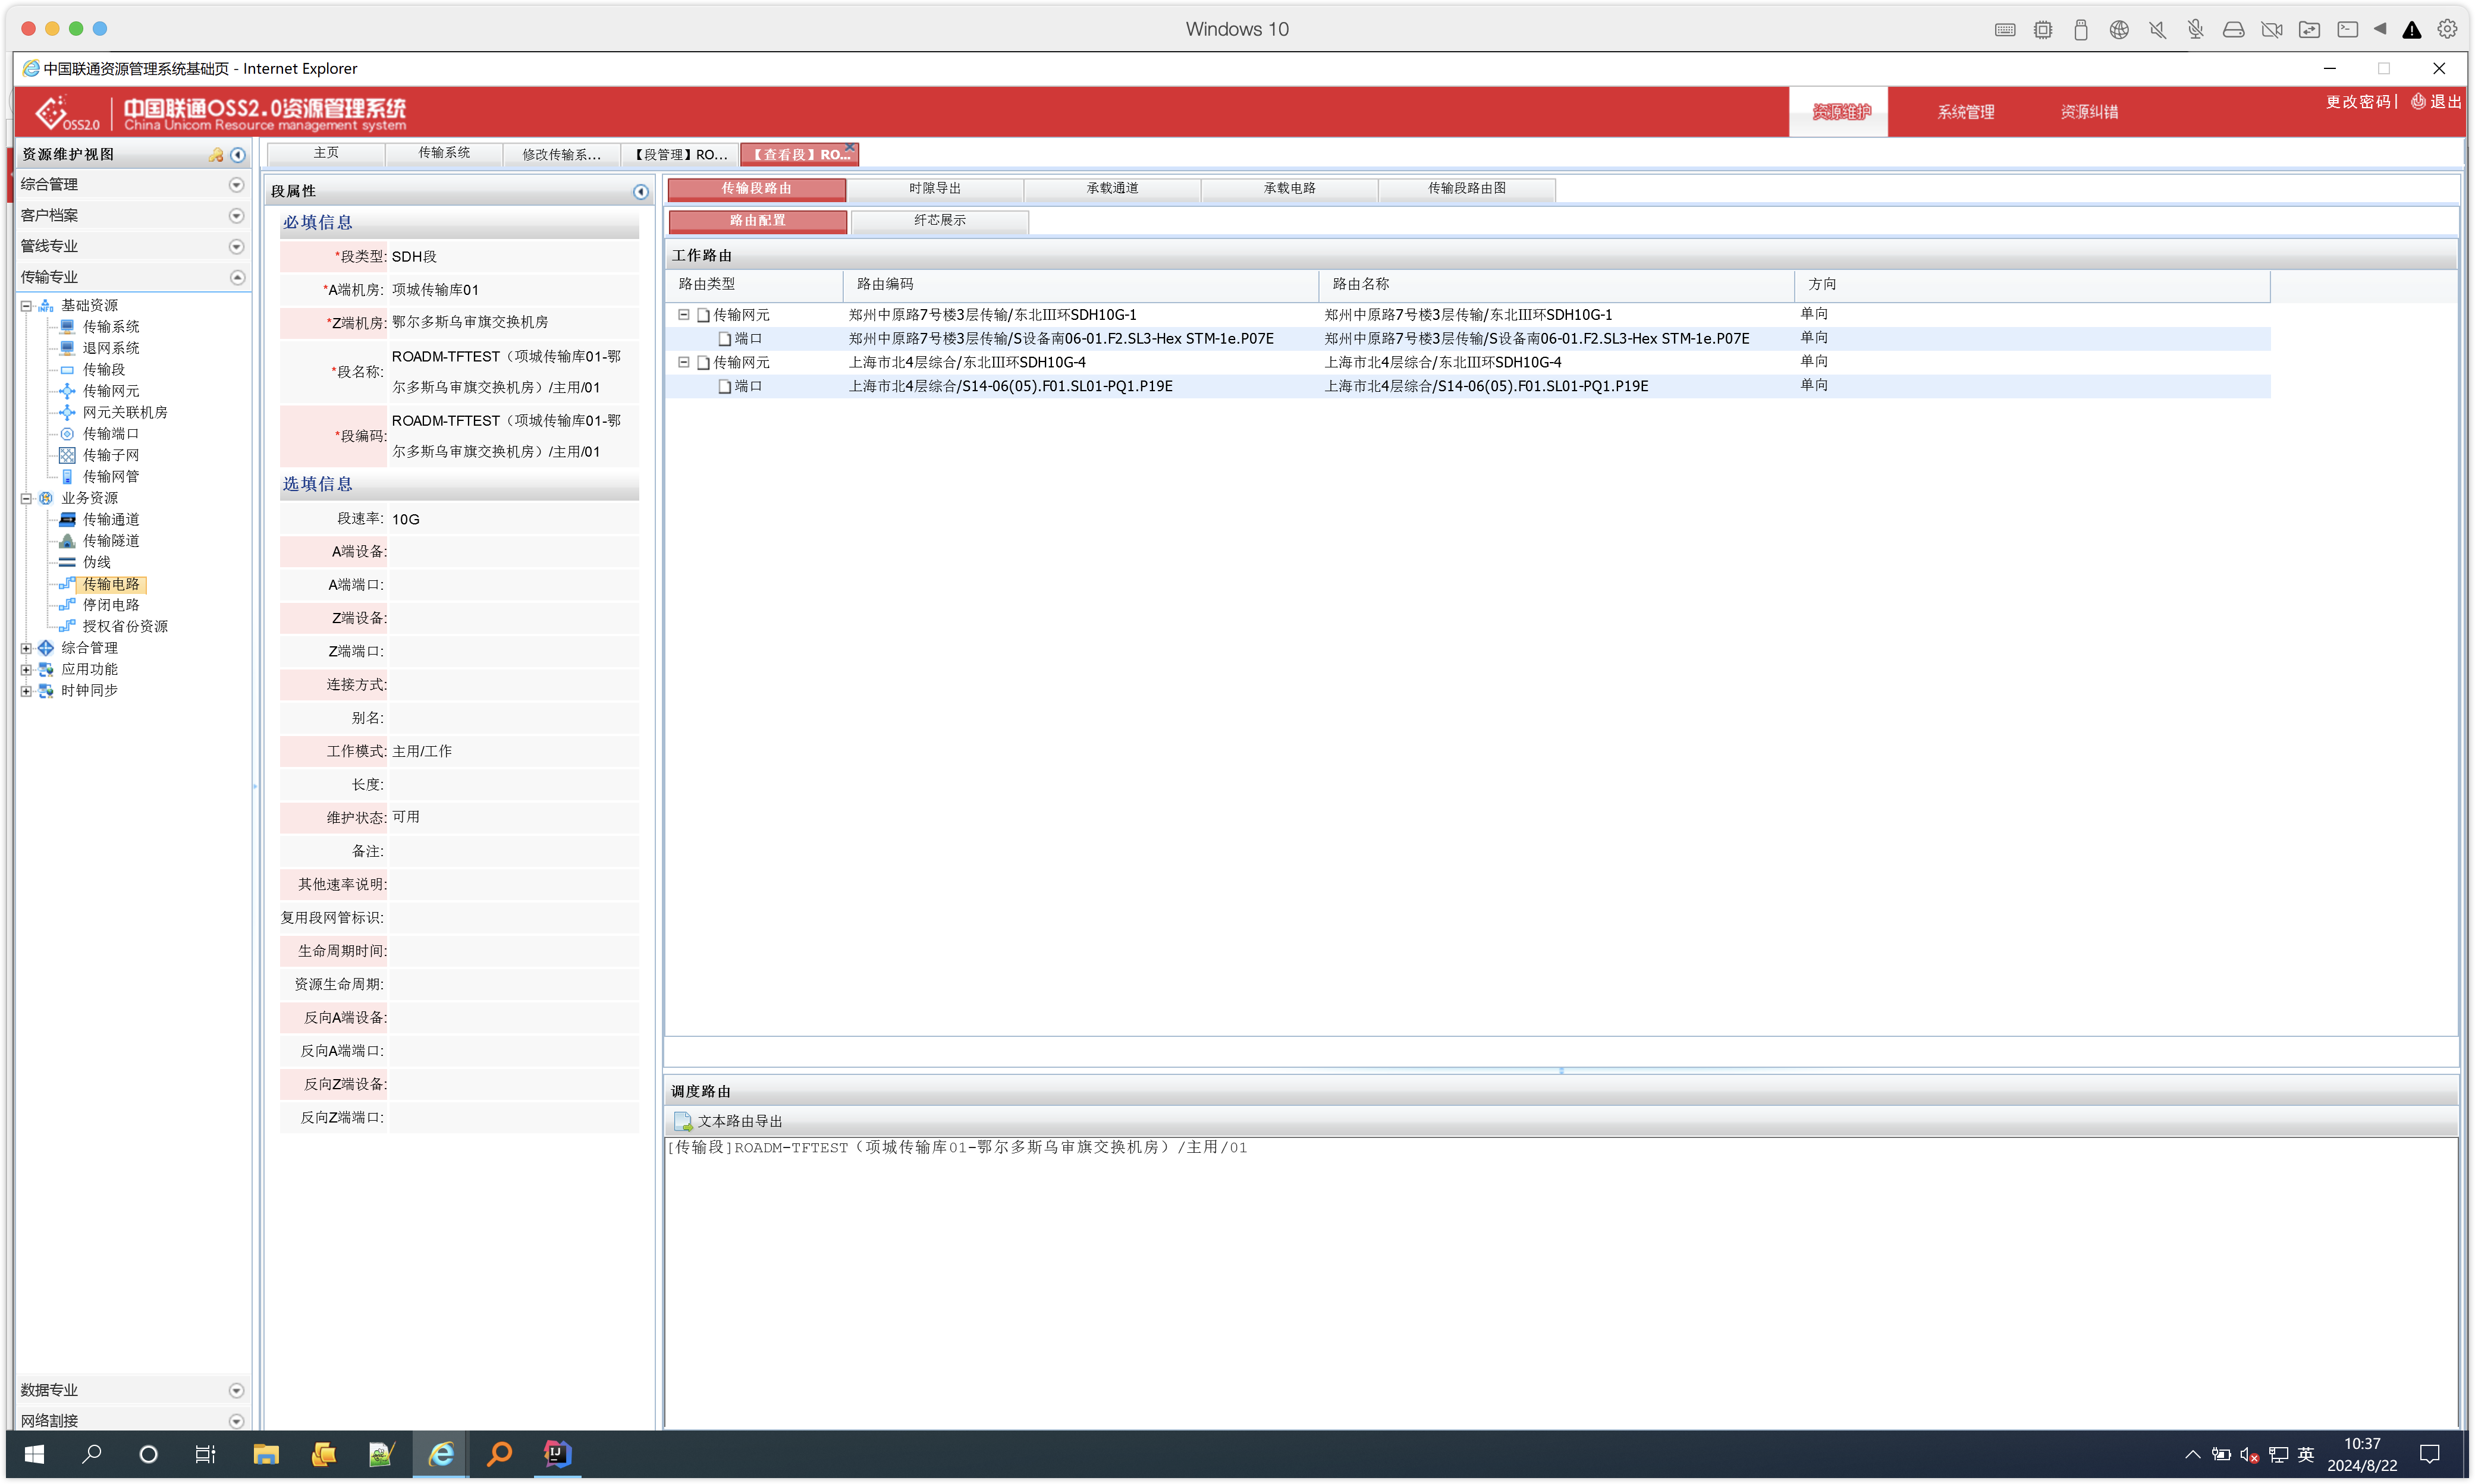 Windows 10
中国联通资源管理系统基础页 - Internet Explorer
OSS2.0
中国联通OSS2.0资源管理系统
China Unicom Resource management system
资源维护
系统管理
资源纠错
更改密码|
退出
资源维护视图
综合管理
客户档案
管线专业
传输专业
基础资源
传输系统
退网系统
传输段
传输网元
网元关联机房
传输端口
传输子网
传输网管
业务资源
传输通道
传输隧道
伪线
传输电路
停闭电路
授权省份资源
综合管理
应用功能
时钟同步
数据专业
网络割接
主页
传输系统
修改传输系...
【段管理】RO...
【查看段】RO...
段属性
必填信息
*段类型: SDH段
*A端机房: 项城传输库01
*Z端机房: 鄂尔多斯乌审旗交换机房
*段名称: ROADM-TFTEST（项城传输库01-鄂
尔多斯乌审旗交换机房）/主用/01
*段编码: ROADM-TFTEST（项城传输库01-鄂
尔多斯乌审旗交换机房）/主用/01
选填信息
段速率: 10G
A端设备:
A端端口:
Z端设备:
Z端端口:
连接方式:
别名:
工作模式: 主用/工作
长度:
维护状态: 可用
备注:
其他速率说明:
复用段网管标识:
生命周期时间:
资源生命周期:
反向A端设备:
反向A端端口:
反向Z端设备:
反向Z端端口:
传输段路由
时隙导出
承载通道
承载电路
传输段路由图
路由配置
纤芯展示
工作路由
路由类型 路由编码 路由名称 方向
传输网元 郑州中原路7号楼3层传输/东北III环SDH10G-1 郑州中原路7号楼3层传输/东北III环SDH10G-1 单向
端口 郑州中原路7号楼3层传输/S设备南06-01.F2.SL3-Hex STM-1e.P07E 郑州中原路7号楼3层传输/S设备南06-01.F2.SL3-Hex STM-1e.P07E 单向
传输网元 上海市北4层综合/东北III环SDH10G-4 上海市北4层综合/东北III环SDH10G-4 单向
端口 上海市北4层综合/S14-06(05).F01.SL01-PQ1.P19E 上海市北4层综合/S14-06(05).F01.SL01-PQ1.P19E 单向
调度路由
文本路由导出
[传输段]ROADM-TFTEST（项城传输库01-鄂尔多斯乌审旗交换机房）/主用/01
英
10:37
2024/8/22